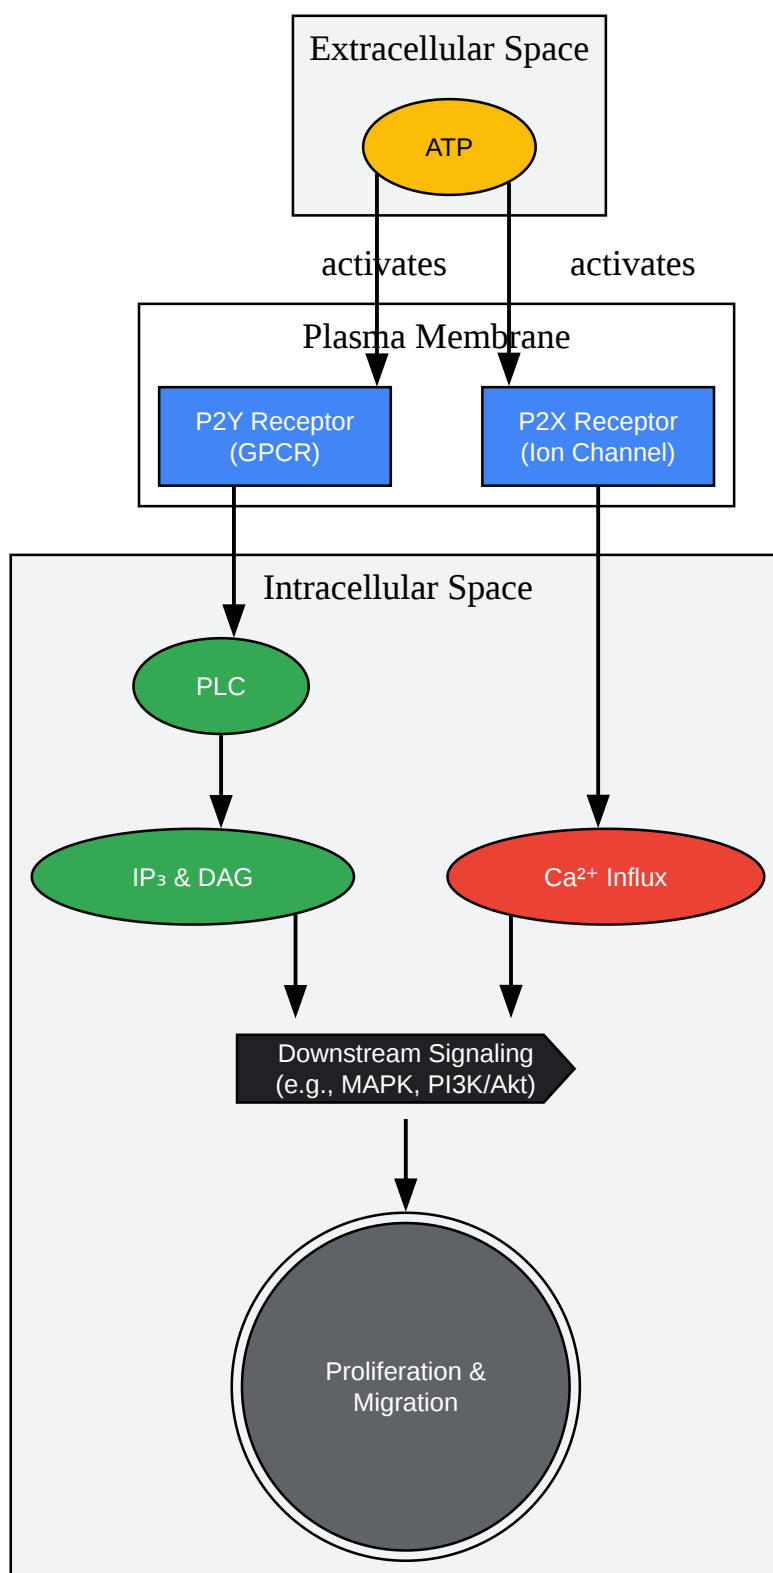 Extracellular Space
ATP
activates
activates
Plasma Membrane
P2Y Receptor
(GPCR)
P2X Receptor
(Ion Channel)
Intracellular Space
PLC
IP₃ & DAG
Ca²⁺ Influx
Downstream Signaling
(e.g., MAPK, PI3K/Akt)
Proliferation &
Migration